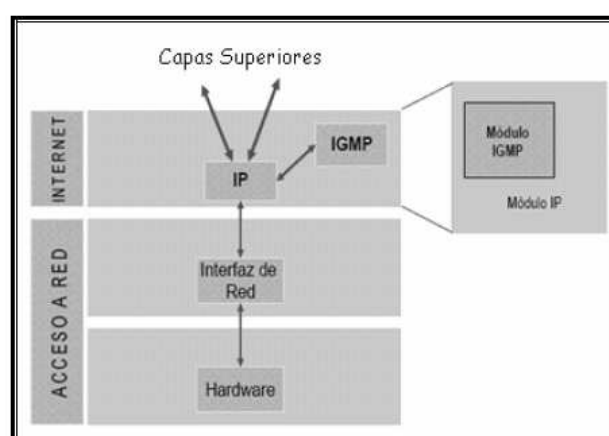 Capas Superiores
INTERNET
IGMP
IP
Módulo
IGMP
Módulo IP
ACCESO A RED
Interfaz de
Red
Hardware